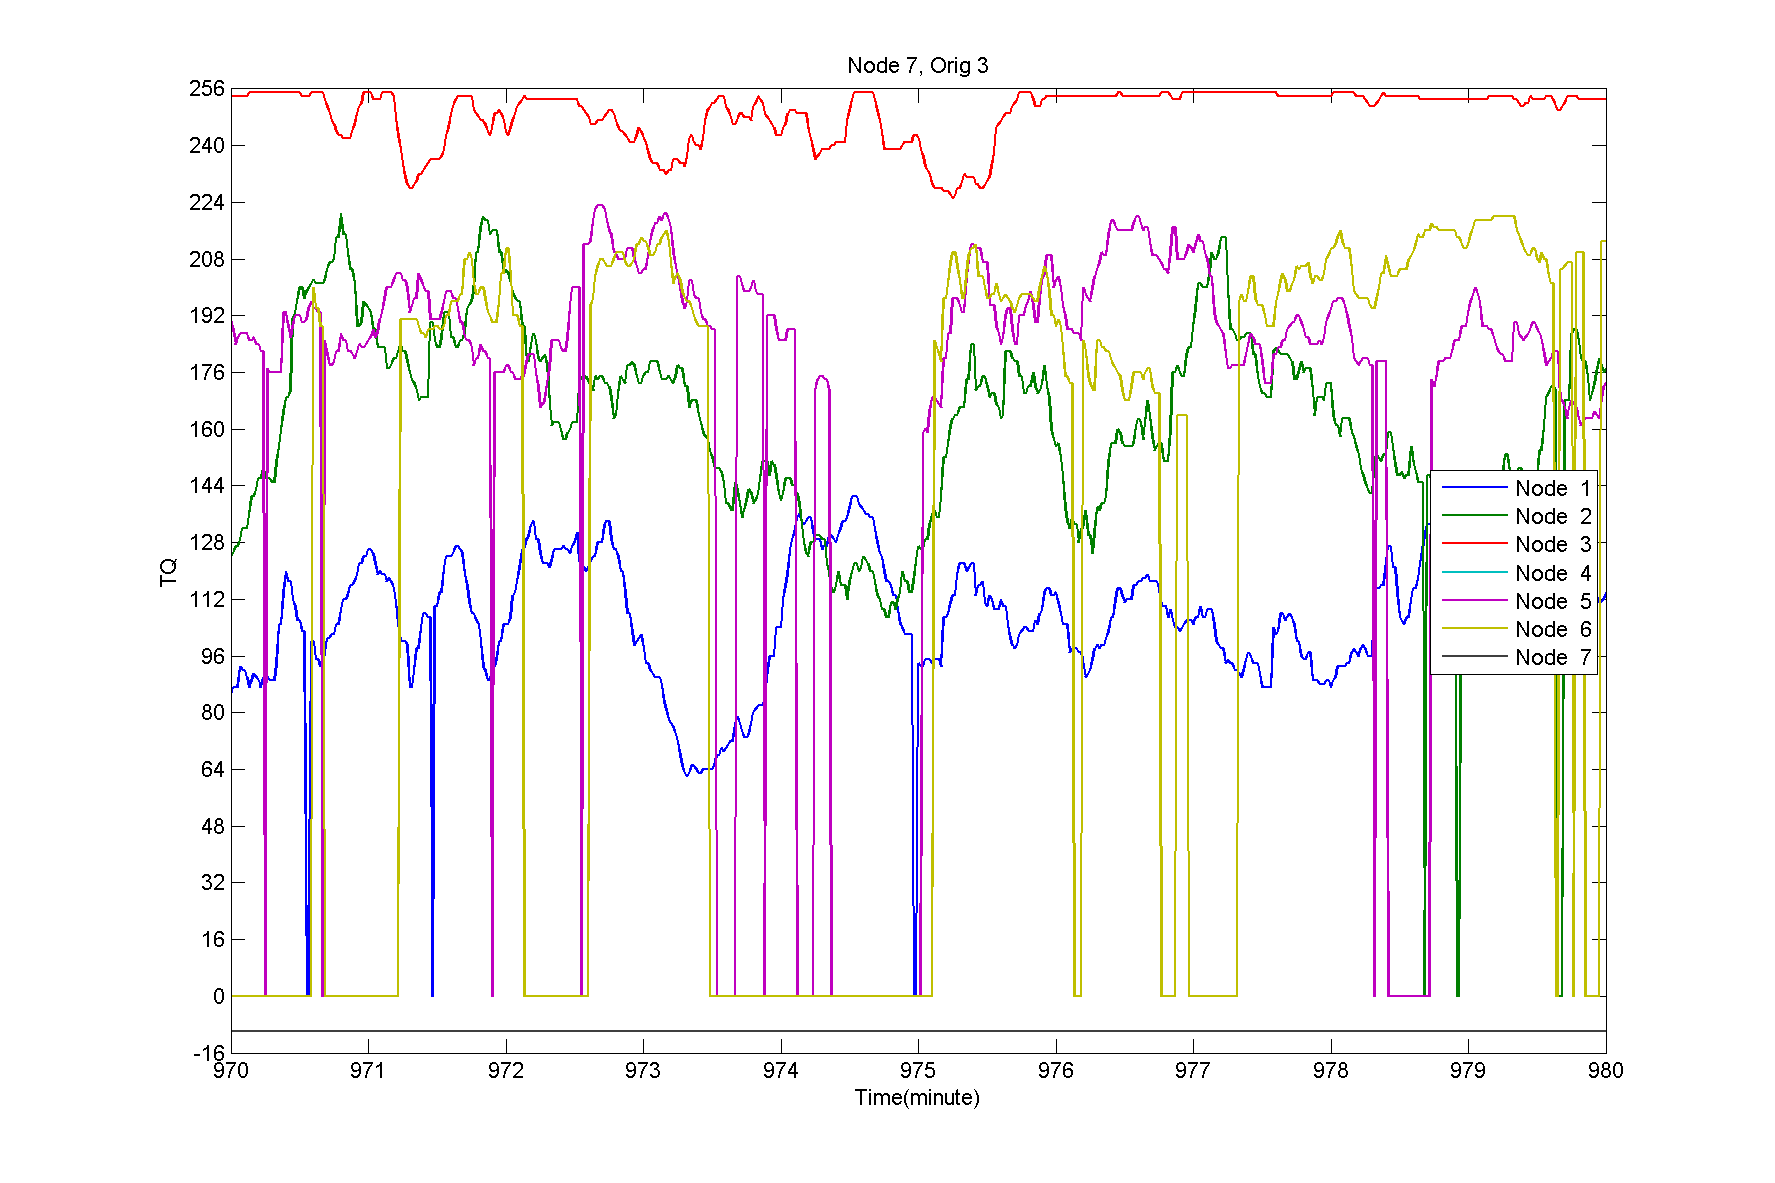 Node 7, Orig 3
256
240
224
208
192
176
160
144
128
112
96
80
64
48
32
16
0
-16
TQ
Node 1
Node 2
Node 3
Node 4
Node 5
Node 6
Node 7
970 971 972 973 974 975 976 977 978 979 980
Time(minute)